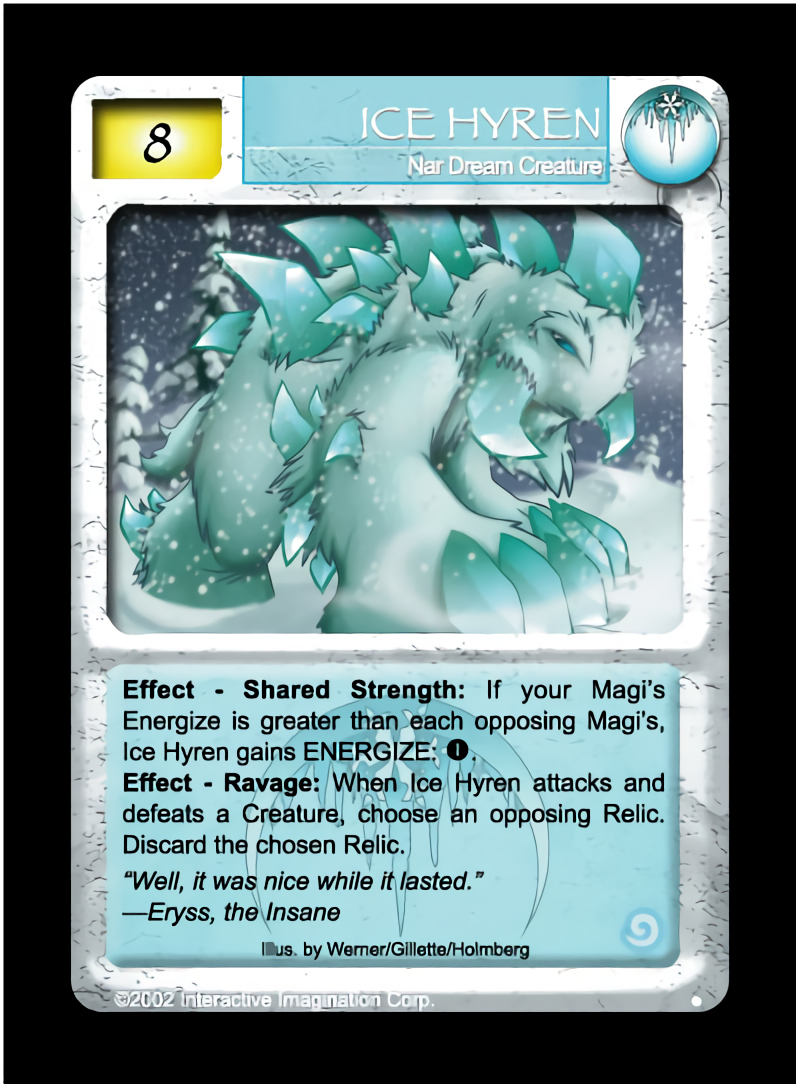 8
ICE HYREN
Nar Dream Creature
Effect - Shared Strength: If your Magi's
Energize is greater than each opposing Magi's,
Ice Hyren gains ENERGIZE: 1.
Effect - Ravage: When Ice Hyren attacks and
defeats a Creature, choose an opposing Relic.
Discard the chosen Relic.
"Well, it was nice while it lasted."
—Eryss, the Insane
Illus. by Werner/Gillette/Holmberg
©2002 Interactive Imagination Corp.